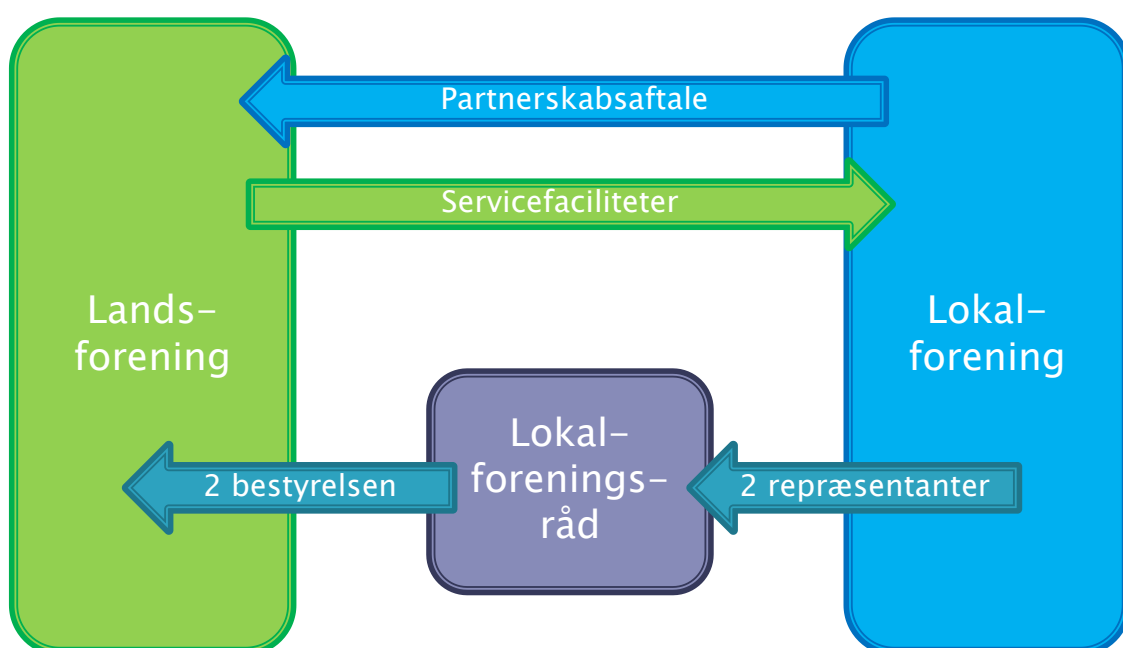 Partnerskabsaftale
Servicefaciliteter
Lands-
forening
Lokal-
forening
Lokal-
forenings-
råd
2 bestyrelsen
2 repræsentanter